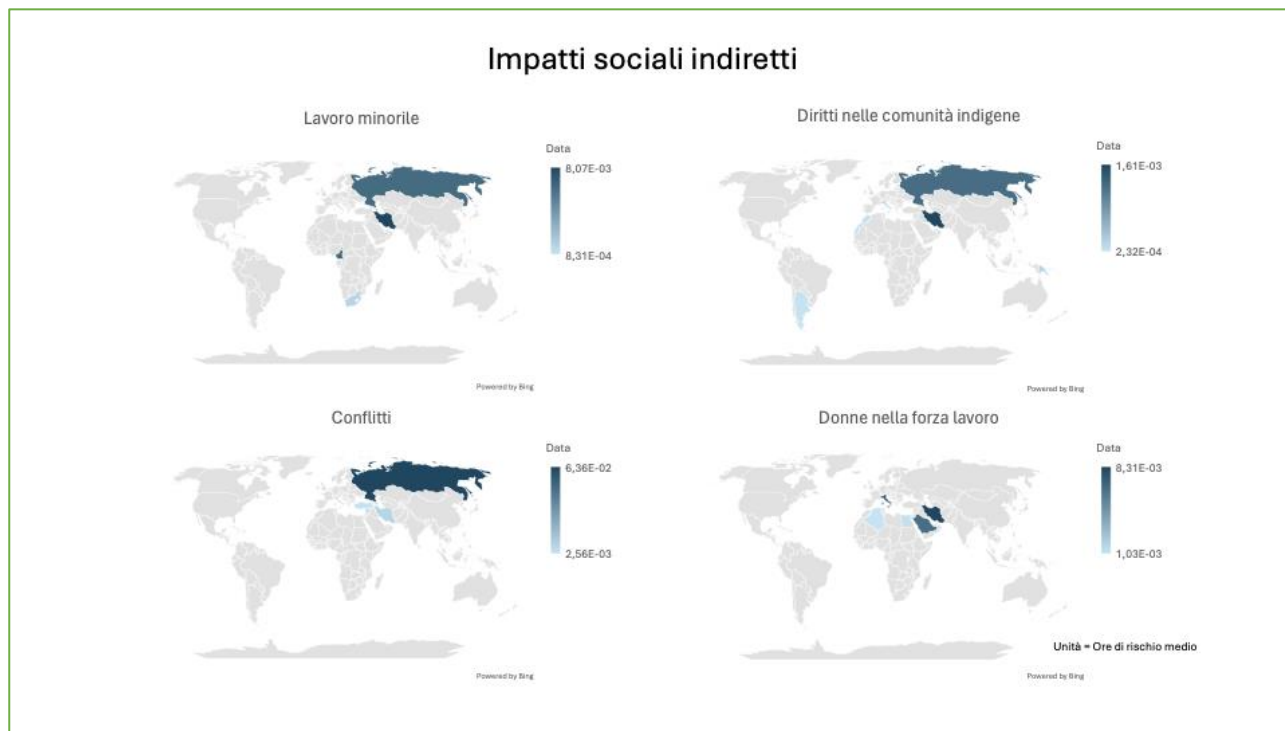 Impatti sociali indiretti
Lavoro minorile
Data
8,07E-03
8,31E-04
Powered by Bing
Diritti nelle comunità indigene
Data
1,61E-03
2,32E-04
Powered by Bing
Conflitti
Data
6,36E-02
2,56E-03
Powered by Bing
Donne nella forza lavoro
Data
8,31E-03
1,03E-03
Unità = Ore di rischio medio
Powered by Bing